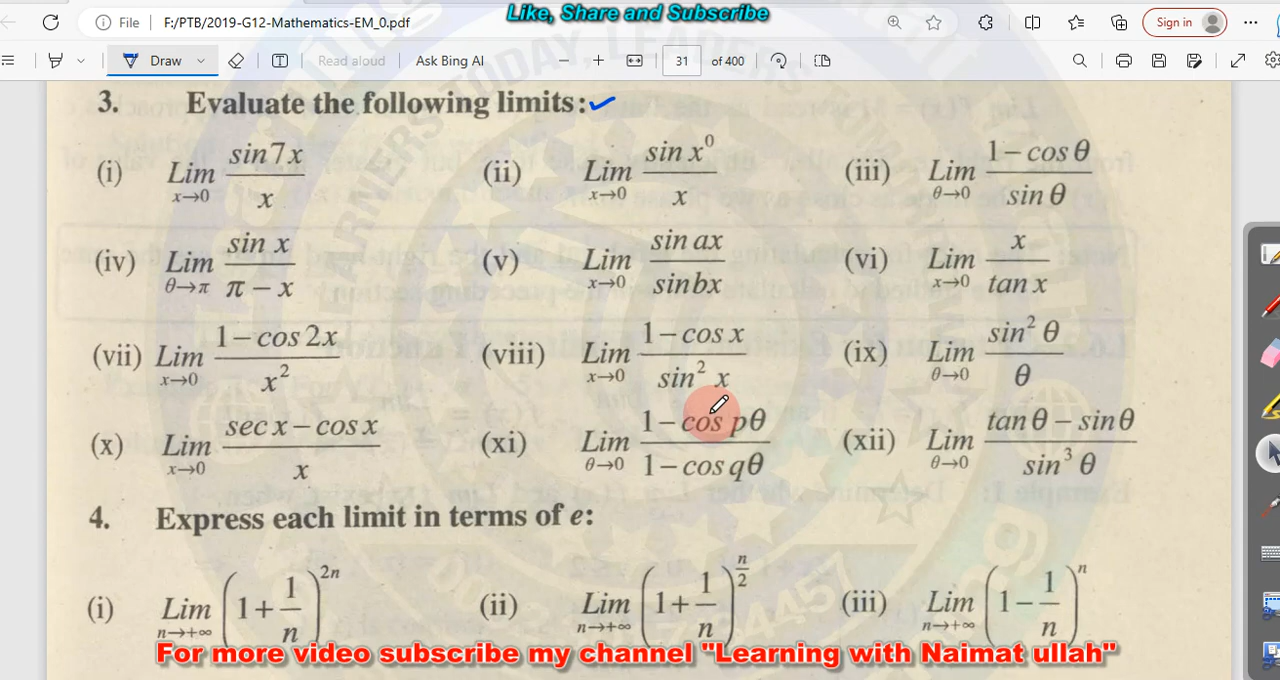 Like, Share and Subscribe
File F:/PTB/2019-G12-Mathematics-EM_0.pdf Sign in
Draw Read aloud Ask Bing AI 31 of 400
3. Evaluate the following limits:
(i) Lim x→0 sin7x / x (ii) Lim x→0 sin x⁰ / x (iii) Lim θ→0 1 − cos θ / sin θ
(iv) Lim θ→π sin x / π − x (v) Lim x→0 sin ax / sin bx (vi) Lim x→0 x / tan x
(vii) Lim x→0 1 − cos 2x / x² (viii) Lim x→0 1 − cos x / sin² x (ix) Lim θ→0 sin² θ / θ
(x) Lim x→0 sec x − cos x / x (xi) Lim θ→0 1 − cos pθ / 1 − cos qθ (xii) Lim θ→0 tan θ − sin θ / sin³ θ
4. Express each limit in terms of e:
(i) Lim n→+∞ (1 + 1/n)^2n (ii) Lim n→+∞ (1 + 1/n)^n/2 (iii) Lim n→+∞ (1 − 1/n)^n
For more video subscribe my channel "Learning with Naimat ullah"